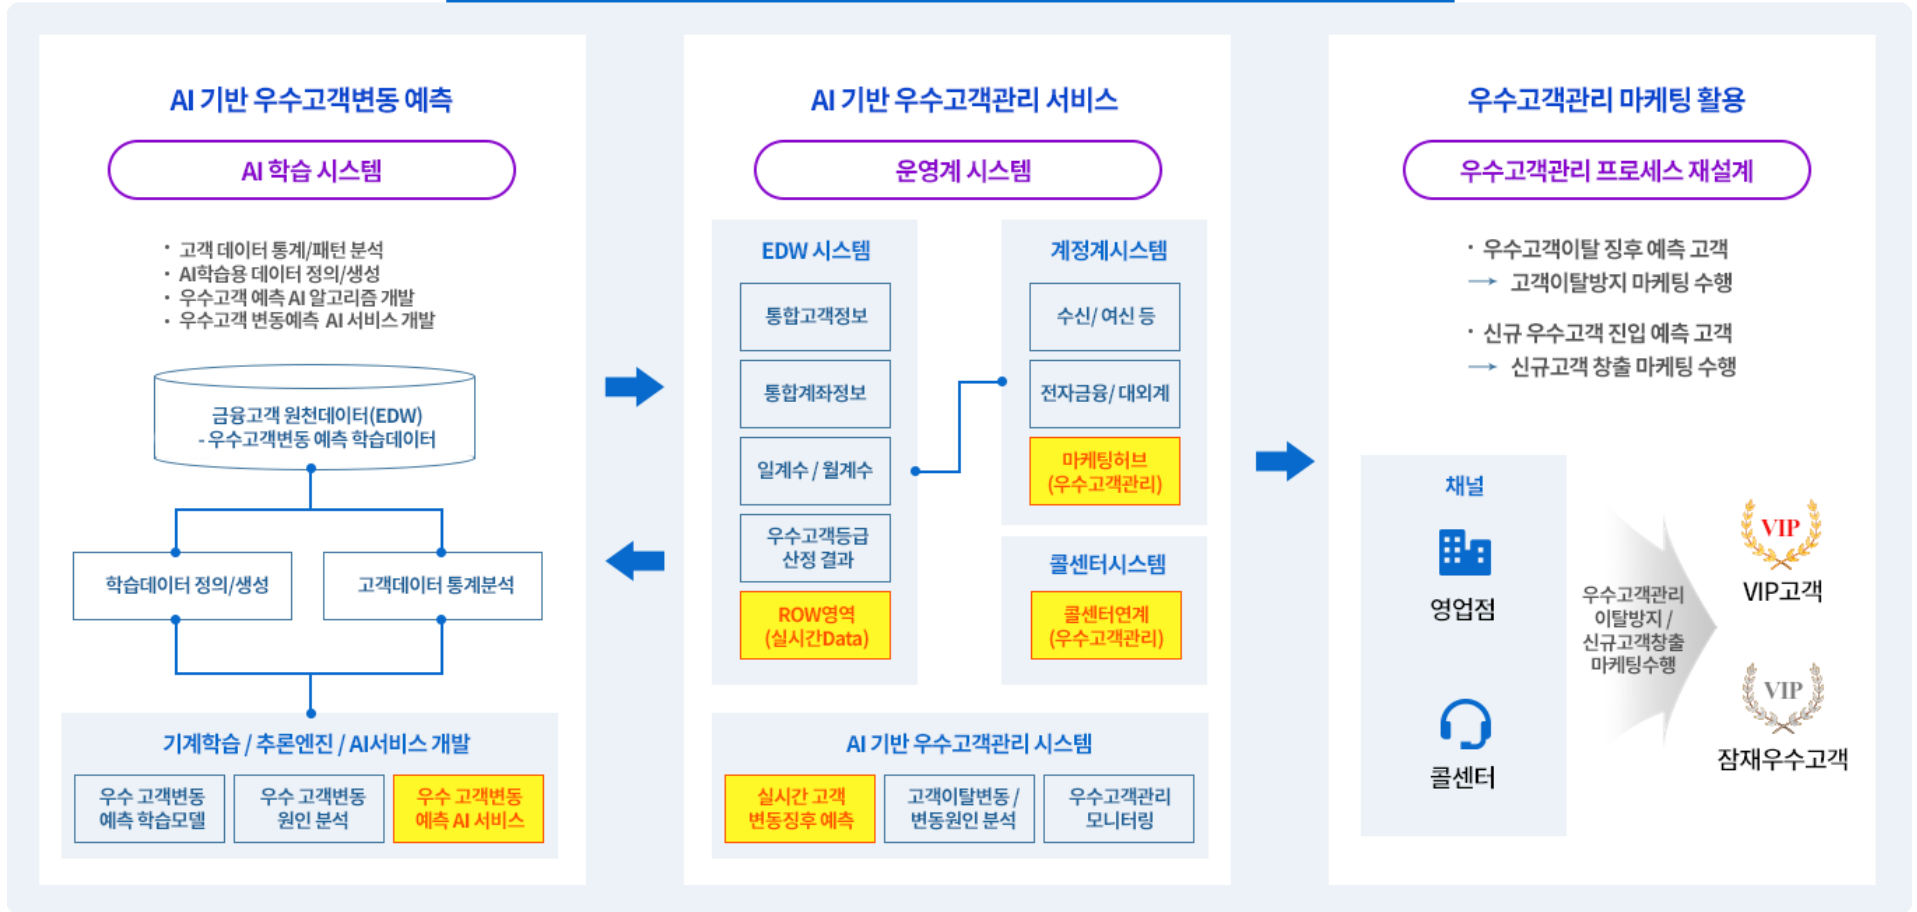 AI 기반 우수고객변동 예측
AI 학습 시스템
· 고객 데이터 통계/패턴 분석
· AI학습용 데이터 정의/생성
· 우수고객 예측 AI 알고리즘 개발
· 우수고객 변동예측 AI 서비스 개발
금융고객 원천데이터(EDW)
- 우수고객변동 예측 학습데이터
학습데이터 정의/생성
고객데이터 통계분석
기계학습 / 추론엔진 / AI서비스 개발
우수 고객변동
예측 학습모델
우수 고객변동
원인 분석
우수 고객변동
예측 AI 서비스
AI 기반 우수고객관리 서비스
운영계 시스템
EDW 시스템
통합고객정보
통합계좌정보
일계수 / 월계수
우수고객등급
산정 결과
ROW영역
(실시간Data)
계정계시스템
수신/ 여신 등
전자금융/ 대외계
마케팅허브
(우수고객관리)
콜센터시스템
콜센터연계
(우수고객관리)
AI 기반 우수고객관리 시스템
실시간 고객
변동징후 예측
고객이탈변동 /
변동원인 분석
우수고객관리
모니터링
우수고객관리 마케팅 활용
우수고객관리 프로세스 재설계
· 우수고객이탈 징후 예측 고객
→ 고객이탈방지 마케팅 수행
· 신규 우수고객 진입 예측 고객
→ 신규고객 창출 마케팅 수행
채널
영업점
콜센터
우수고객관리
이탈방지 /
신규고객창출
마케팅수행
VIP
VIP고객
VIP
잠재우수고객